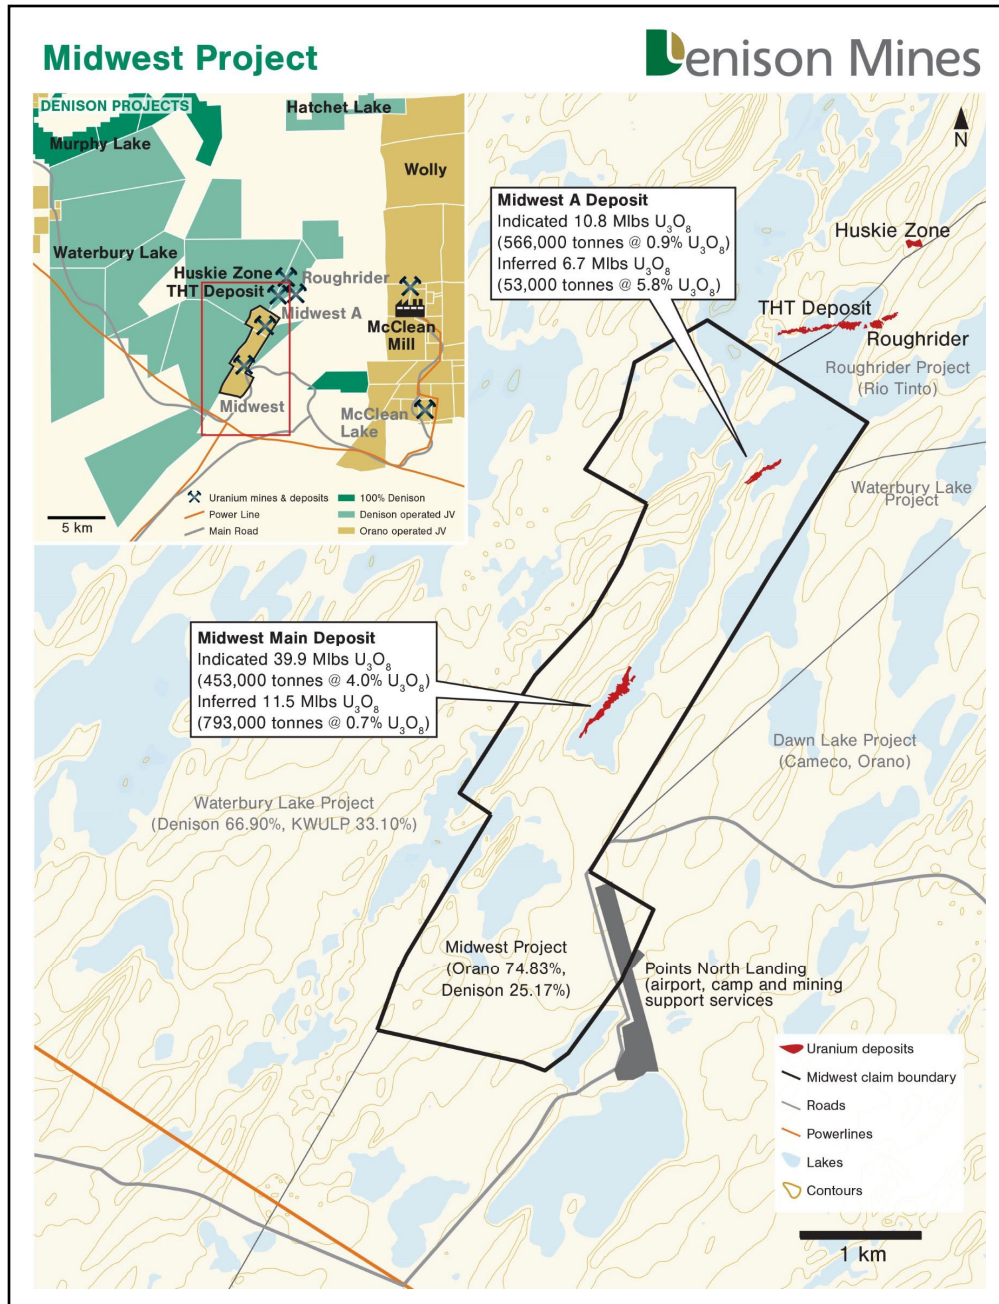 Midwest Project
Denison Mines
DENISON PROJECTS
Hatchet Lake
Murphy Lake
Wolly
Waterbury Lake
Huskie Zone
Roughrider
THT Deposit
Midwest A
McClean
Mill
Midwest
McClean
Lake
Uranium mines & deposits
Power Line
Main Road
100% Denison
Denison operated JV
Orano operated JV
5 km
N
Midwest A Deposit
Indicated 10.8 Mlbs U3O8
(566,000 tonnes @ 0.9% U3O8)
Inferred 6.7 Mlbs U3O8
(53,000 tonnes @ 5.8% U3O8)
Huskie Zone
THT Deposit
Roughrider
Roughrider Project
(Rio Tinto)
Waterbury Lake
Project
Midwest Main Deposit
Indicated 39.9 Mlbs U3O8
(453,000 tonnes @ 4.0% U3O8)
Inferred 11.5 Mlbs U3O8
(793,000 tonnes @ 0.7% U3O8)
Dawn Lake Project
(Cameco, Orano)
Waterbury Lake Project
(Denison 66.90%, KWULP 33.10%)
Midwest Project
(Orano 74.83%,
Denison 25.17%)
Points North Landing
(airport, camp and mining
support services
Uranium deposits
Midwest claim boundary
Roads
Powerlines
Lakes
Contours
1 km